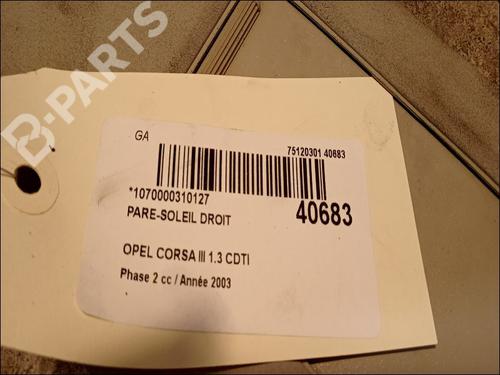 B-PARTS
GA
75120301 40683
*1070000310127
PARE-SOLEIL DROIT
40683
OPEL CORSA III 1.3 CDTI
Phase 2 cc / Année 2003